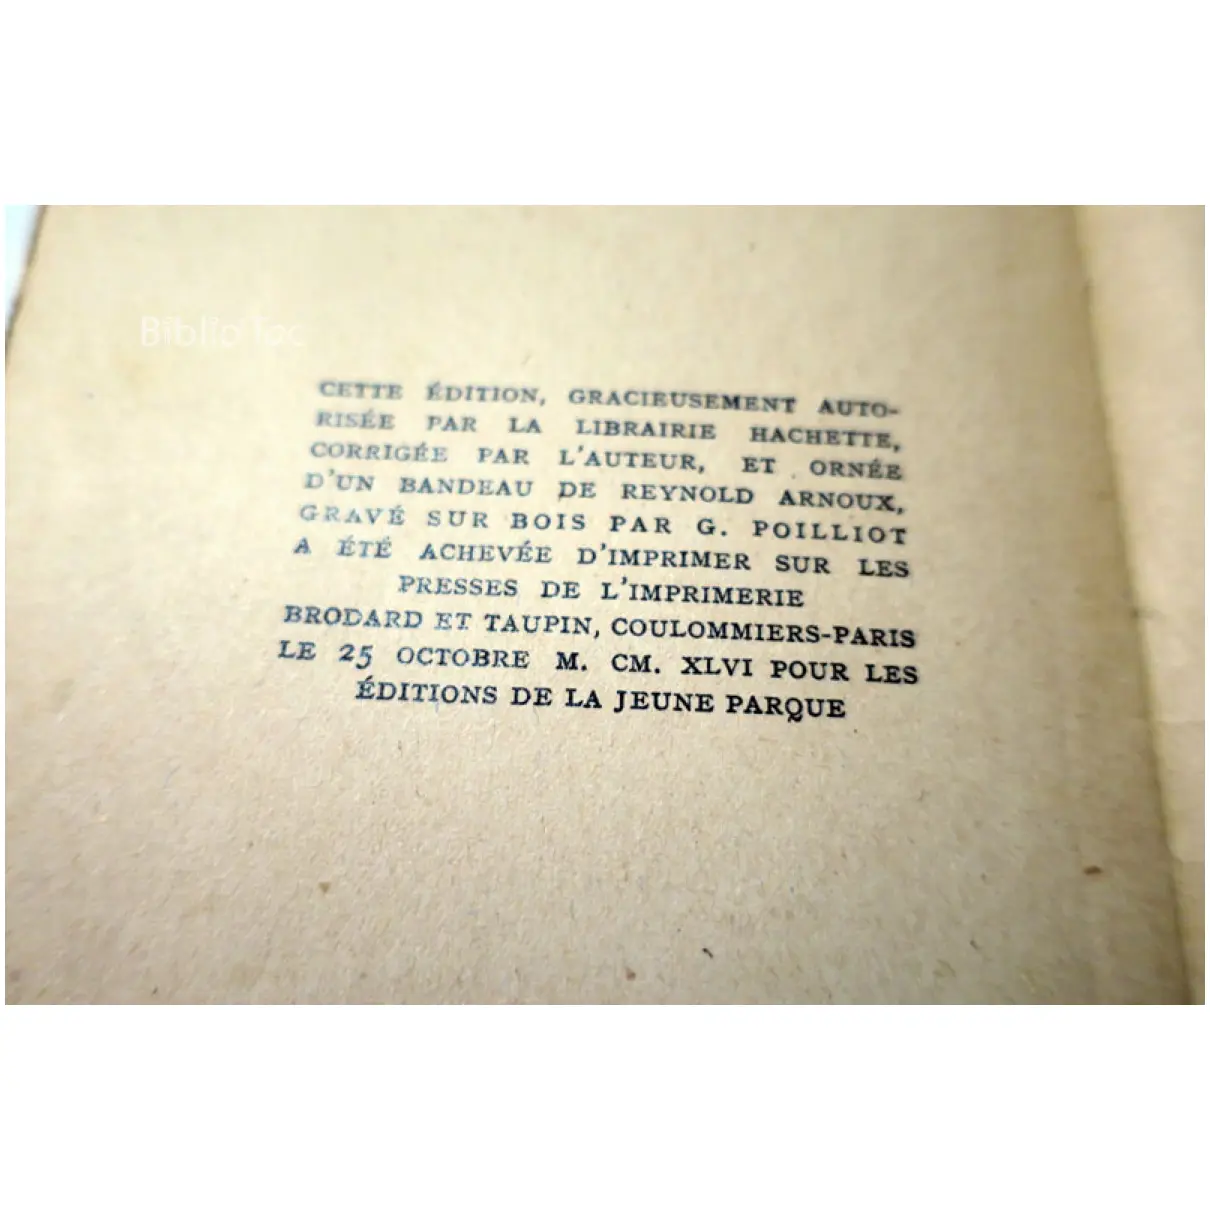 Biblio'lac
CETTE ÉDITION, GRACIEUSEMENT AUTO-
RISÉE PAR LA LIBRAIRIE HACHETTE,
CORRIGÉE PAR L'AUTEUR, ET ORNÉE
D'UN BANDEAU DE REYNOLD ARNOUX,
GRAVÉ SUR BOIS PAR G. POILLIOT
A ÉTÉ ACHEVÉE D'IMPRIMER SUR LES
PRESSES DE L'IMPRIMERIE
BRODARD ET TAUPIN, COULOMMIERS-PARIS
LE 25 OCTOBRE M. CM. XLVI POUR LES
ÉDITIONS DE LA JEUNE PARQUE